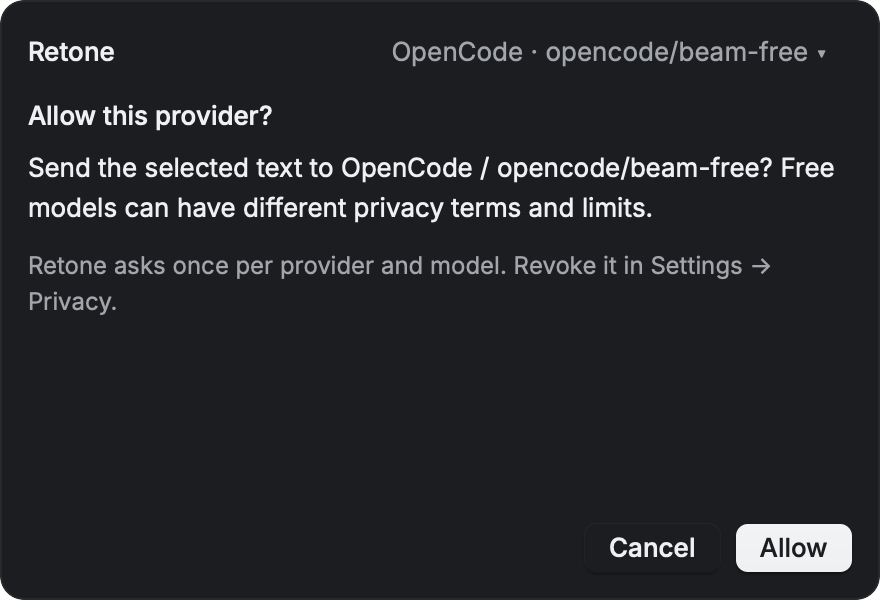 Retone
OpenCode · opencode/beam-free ▾
Allow this provider?
Send the selected text to OpenCode / opencode/beam-free? Free
models can have different privacy terms and limits.
Retone asks once per provider and model. Revoke it in Settings →
Privacy.
Cancel
Allow